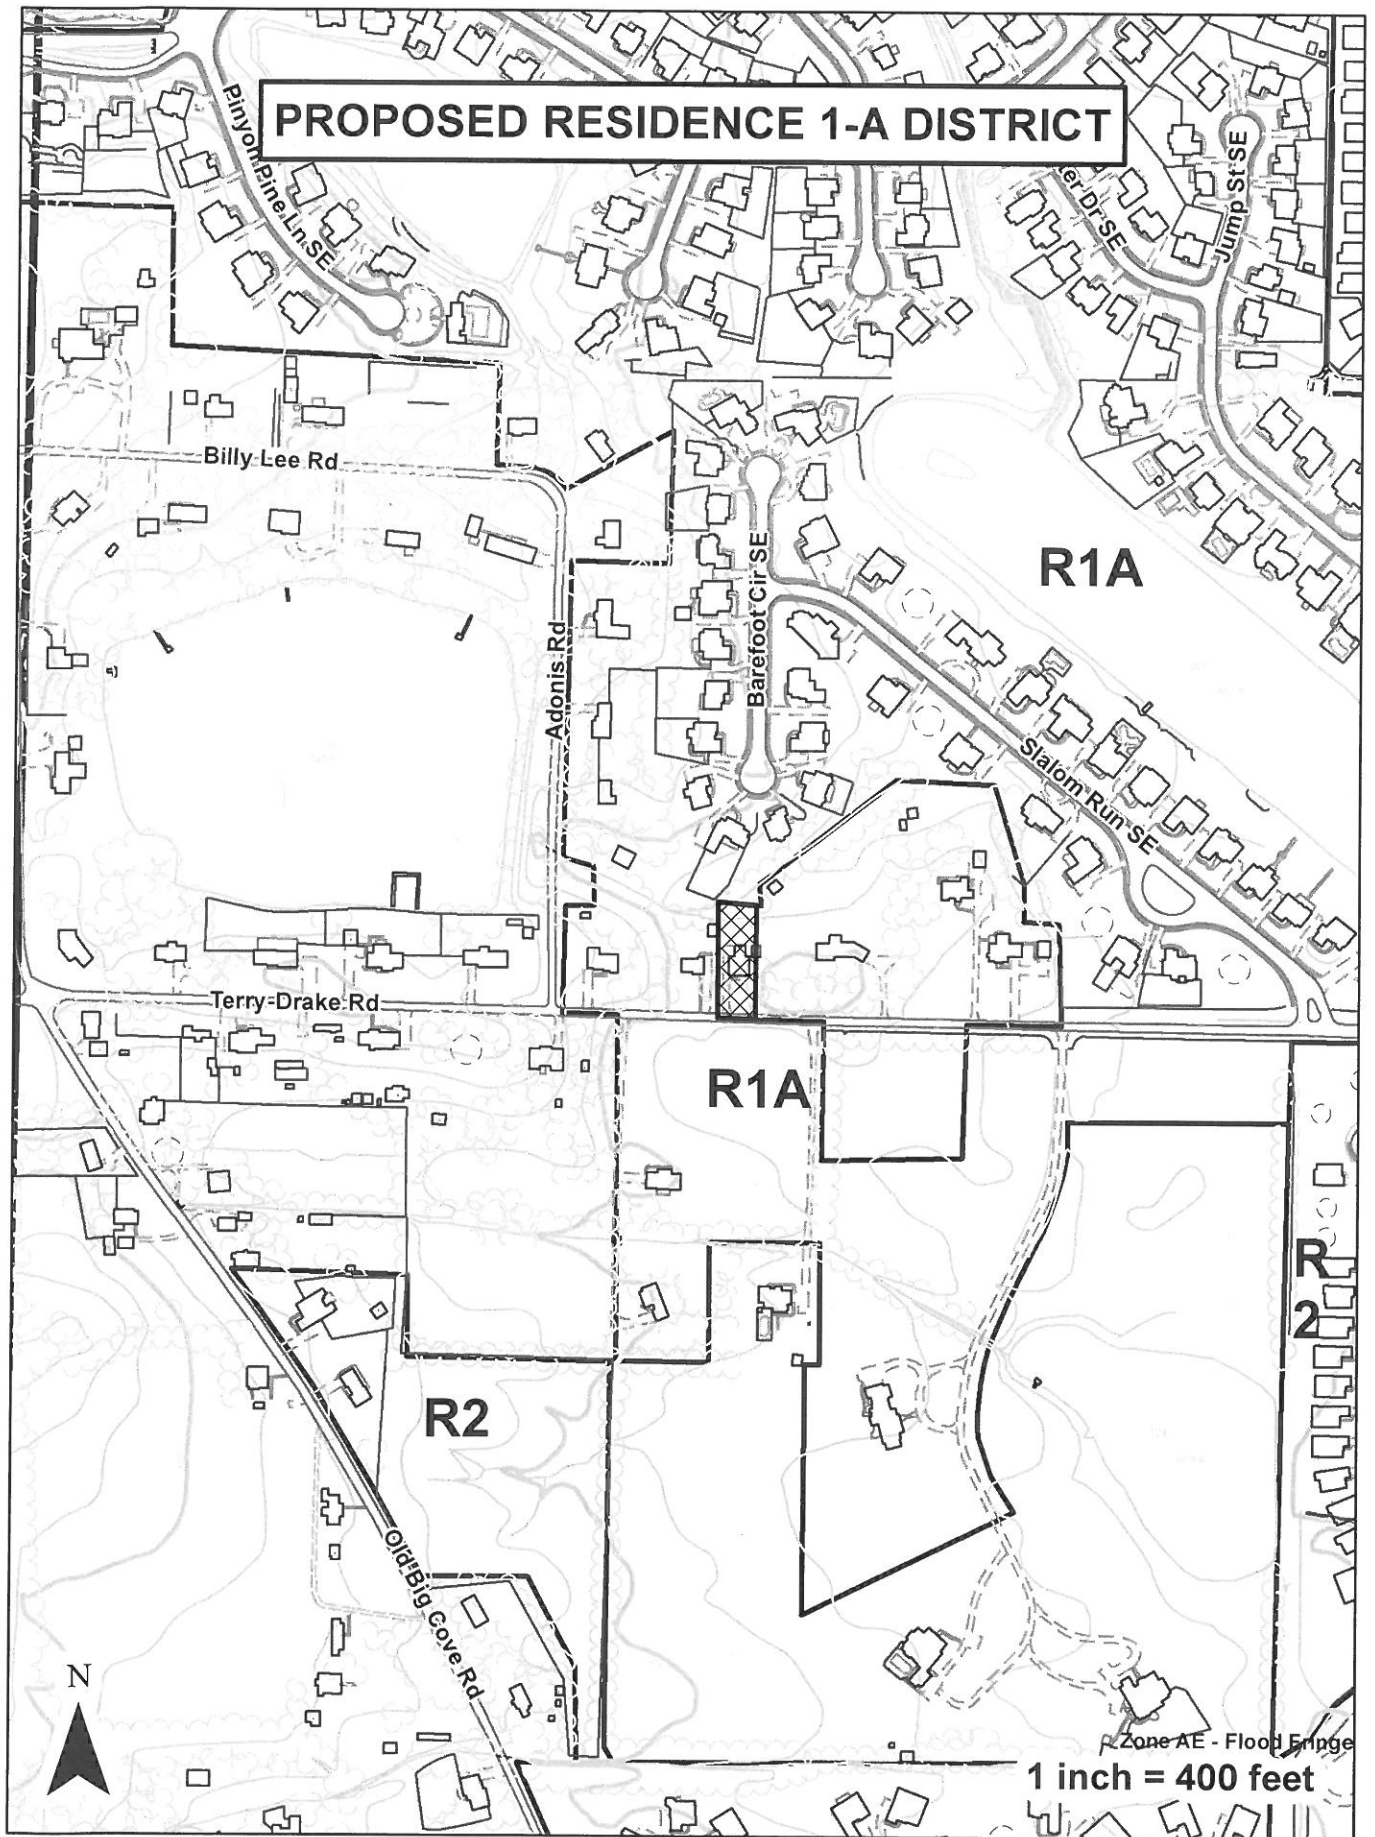 PROPOSED RESIDENCE 1-A DISTRICT
Pinyon Pine Ln SE
Dr SE
Jump St SE
Billy Lee Rd
R1A
Barefoot Cir SE
Adonis Rd
Slalom Run SE
Terry-Drake Rd
R1A
R
2
R2
Old Big Cove Rd
N
Zone AE - Flood Fringe
1 inch = 400 feet